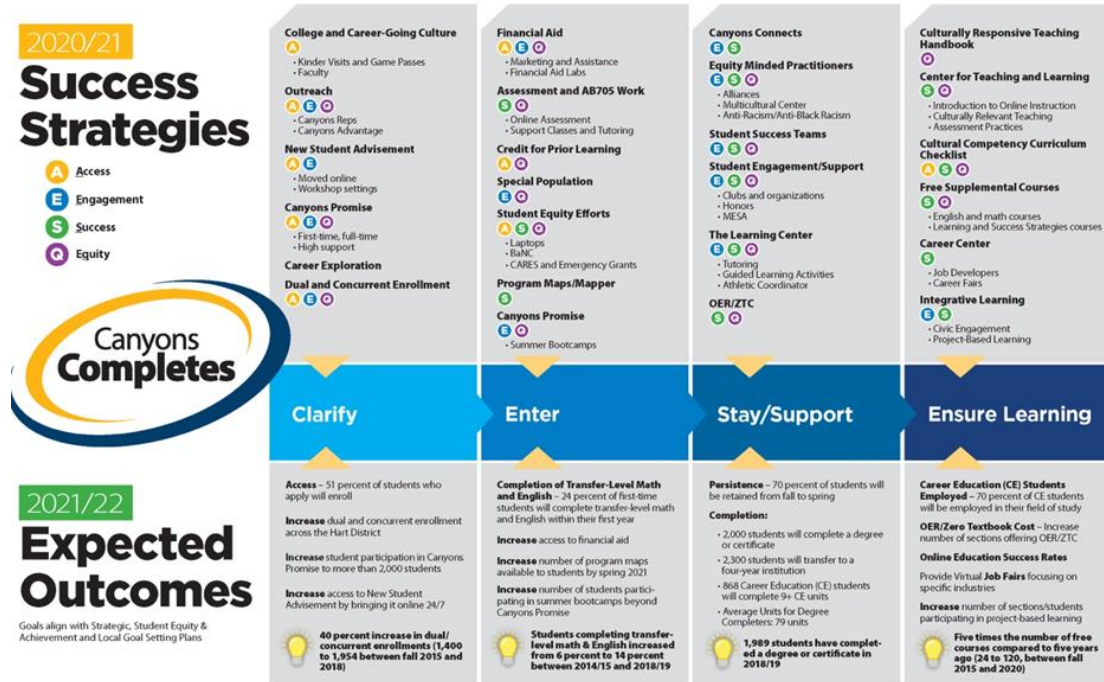 2020/21
Success
Strategies
A Access
E Engagement
S Success
Q Equity
Canyons
Completes
College and Career-Going Culture
A
• Kinder Visits and Game Passes
• Faculty
Outreach
A E Q
• Canyons Reps
• Canyons Advantage
New Student Advisement
A E
• Moved online
• Workshop settings
Canyons Promise
A E Q
• First-time, full-time
• High support
Career Exploration
Dual and Concurrent Enrollment
A E Q
Financial Aid
A E Q
• Marketing and Assistance
• Financial Aid Labs
Assessment and AB705 Work
S Q
• Online Assessment
• Support Classes and Tutoring
Credit for Prior Learning
A Q
Special Population
E Q
Student Equity Efforts
A S Q
• Laptops
• BaNC
• CARES and Emergency Grants
Program Maps/Mapper
S
Canyons Promise
E Q
• Summer Bootcamps
Canyons Connects
E S
Equity Minded Practitioners
E S Q
• Alliances
• Multicultural Center
• Anti-Racism/Anti-Black Racism
Student Success Teams
E S Q
Student Engagement/Support
E S Q
• Clubs and organizations
• Honors
• MESA
The Learning Center
E S Q
• Tutoring
• Guided Learning Activities
• Athletic Coordinator
OER/ZTC
S Q
Culturally Responsive Teaching
Handbook
Q
Center for Teaching and Learning
S Q
• Introduction to Online Instruction
• Culturally Relevant Teaching
• Assessment Practices
Cultural Competency Curriculum
Checklist
A S Q
Free Supplemental Courses
S Q
• English and math courses
• Learning and Success Strategies courses
Career Center
S
• Job Developers
• Career Fairs
Integrative Learning
E S
• Civic Engagement
• Project-Based Learning
Clarify
Enter
Stay/Support
Ensure Learning
2021/22
Expected
Outcomes
Goals align with Strategic, Student Equity &
Achievement and Local Goal Setting Plans
Access – 51 percent of students who
apply will enroll
Increase dual and concurrent enrollment
across the Hart District
Increase student participation in Canyons
Promise to more than 2,000 students
Increase access to New Student
Advisement by bringing it online 24/7
40 percent increase in dual/
concurrent enrollments (1,400
to 1,954 between fall 2015 and
2018)
Completion of Transfer-Level Math
and English – 24 percent of first-time
students will complete transfer-level math
and English within their first year
Increase access to financial aid
Increase number of program maps
available to students by spring 2021
Increase number of students partici-
pating in summer bootcamps beyond
Canyons Promise
Students completing transfer-
level math & English increased
from 6 percent to 14 percent
between 2014/15 and 2018/19
Persistence – 70 percent of students will
be retained from fall to spring
Completion:
• 2,000 students will complete a degree
or certificate
• 2,300 students will transfer to a
four-year institution
• 868 Career Education (CE) students
will complete 9+ CE units
• Average Units for Degree
Completers: 79 units
1,989 students have complet-
ed a degree or certificate in
2018/19
Career Education (CE) Students
Employed – 70 percent of CE students
will be employed in their field of study
OER/Zero Textbook Cost – Increase
number of sections offering OER/ZTC
Online Education Success Rates
Provide Virtual Job Fairs focusing on
specific industries
Increase number of sections/students
participating in project-based learning
Five times the number of free
courses compared to five years
ago (24 to 120, between fall
2015 and 2020)